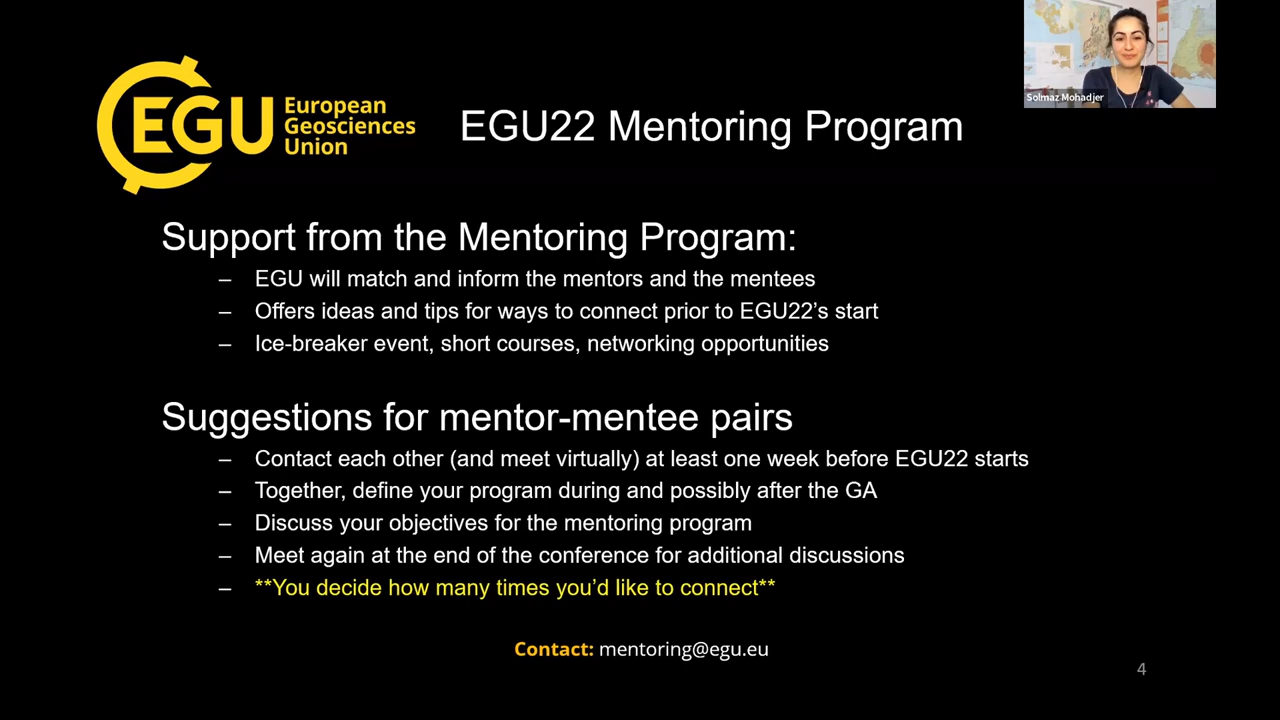 Solmaz Mohadjer
EGU
European
Geosciences
Union
EGU22 Mentoring Program
Support from the Mentoring Program:
– EGU will match and inform the mentors and the mentees
– Offers ideas and tips for ways to connect prior to EGU22’s start
– Ice-breaker event, short courses, networking opportunities
Suggestions for mentor-mentee pairs
– Contact each other (and meet virtually) at least one week before EGU22 starts
– Together, define your program during and possibly after the GA
– Discuss your objectives for the mentoring program
– Meet again at the end of the conference for additional discussions
– **You decide how many times you’d like to connect**
Contact: mentoring@egu.eu
4